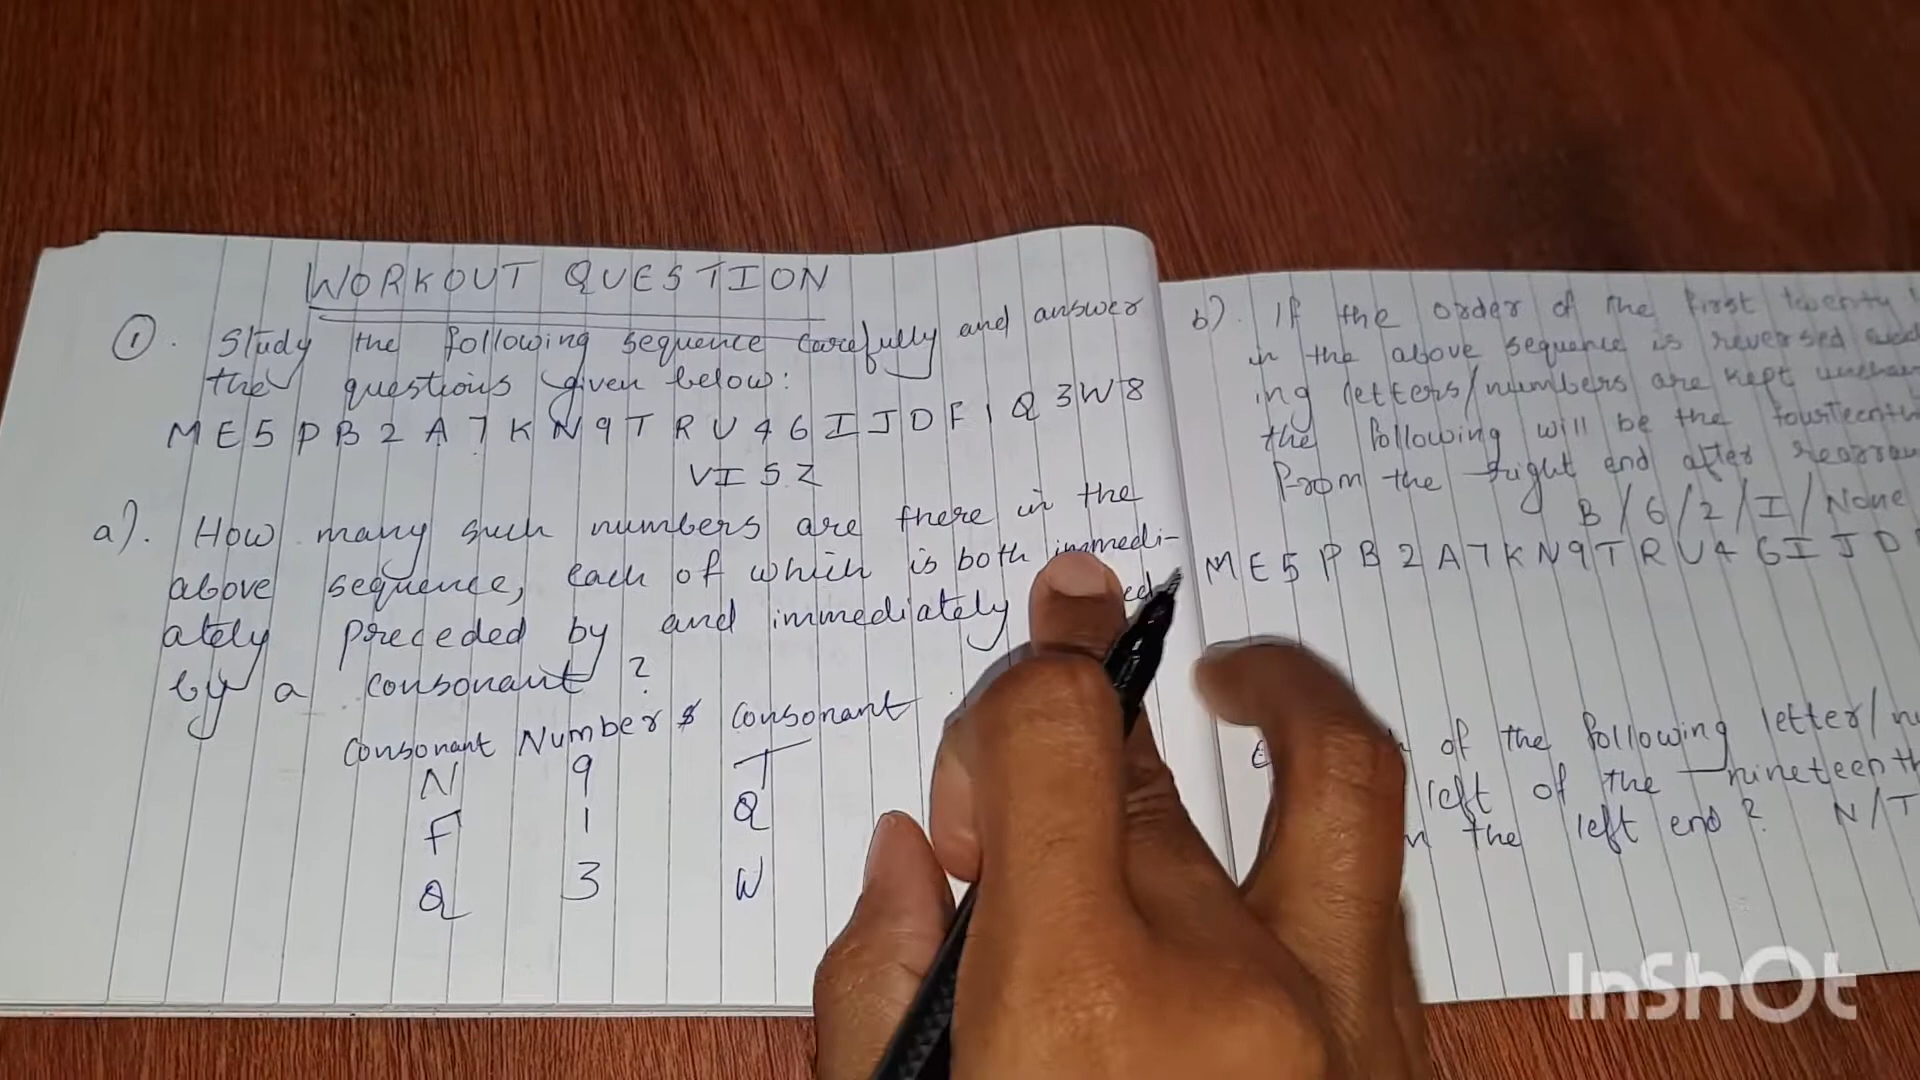 WORKOUT QUESTION
①. Study the following sequence carefully and answer
the questions given below:
M E 5 P B 2 A 7 K N 9 T R U 4 6 I J D F 1 Q 3 W 8
V I S Z
a). How many such numbers are there in the
above sequence, each of which is both immedi-
ately preceded by and immediately
by a consonant?
Consonant Numbers Consonant
N 9 T
F 1 Q
Q 3 W
b). If the order of the first twenty
in the above sequence is reversed
ing letters/numbers are kept
the following will be the fourteenth
from the right end after
B/6/2/I/None
M E 5 P B 2 A 7 K N 9 T R U 4 6 I J D
of the following letter/
left of the nineteenth
the left end? N/T
InShOt